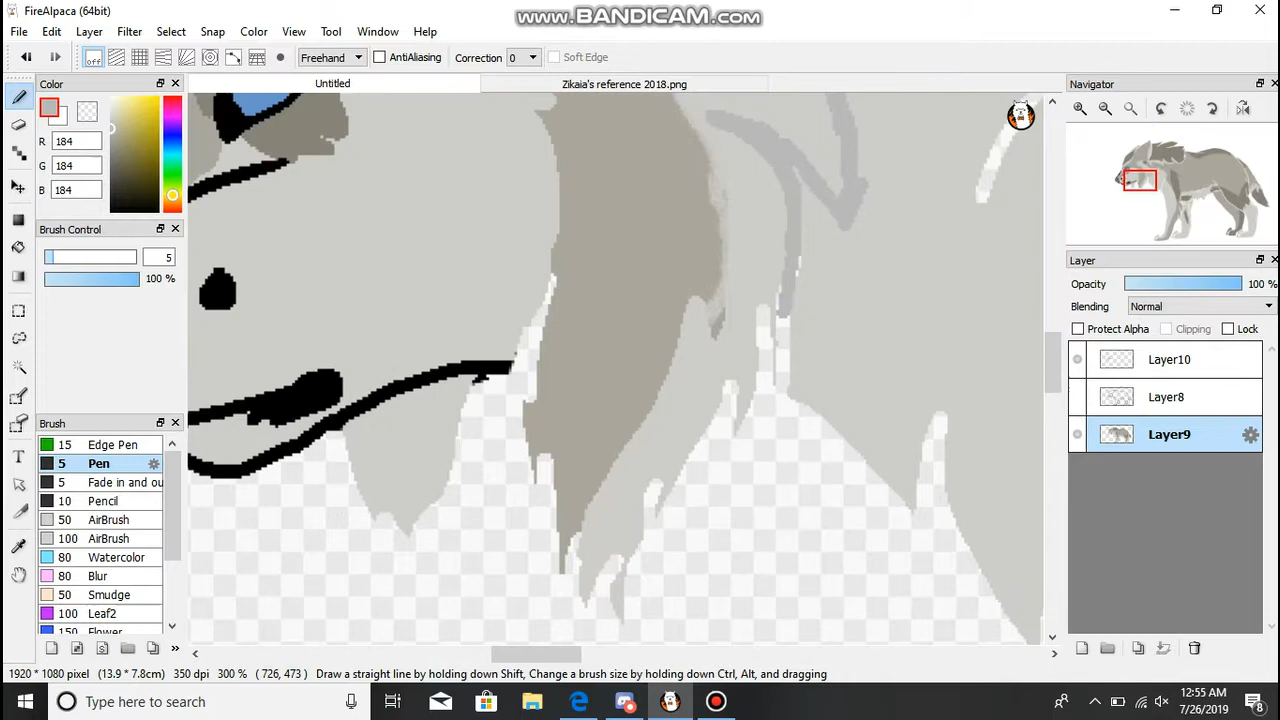 FireAlpaca (64bit)
www.BANDICAM.com
File Edit Layer Filter Select Snap Color View Tool Window Help
off Freehand AntiAliasing Correction 0 Soft Edge
Color
Untitled
Zikaia's reference 2018.png
Navigator
R 184
G 184
B 184
Brush Control
5
100 %
Layer
Opacity 100 %
Blending Normal
Protect Alpha Clipping Lock
Layer10
Layer8
Layer9
Brush
15 Edge Pen
5 Pen
5 Fade in and ou
10 Pencil
50 AirBrush
100 AirBrush
80 Watercolor
80 Blur
50 Smudge
100 Leaf2
150 Flower
1920 * 1080 pixel (13.9 * 7.8cm) 350 dpi 300 % ( 726, 473 ) Draw a straight line by holding down Shift, Change a brush size by holding down Ctrl, Alt, and dragging
Type here to search
12:55 AM
7/26/2019
8